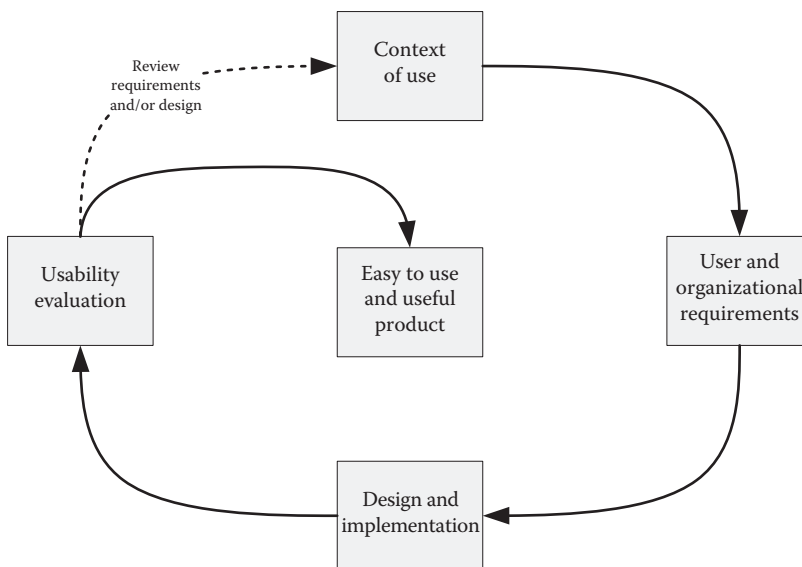 Context
of use
Review
requirements
and/or design
Usability
evaluation
Easy to use
and useful
product
User and
organizational
requirements
Design and
implementation